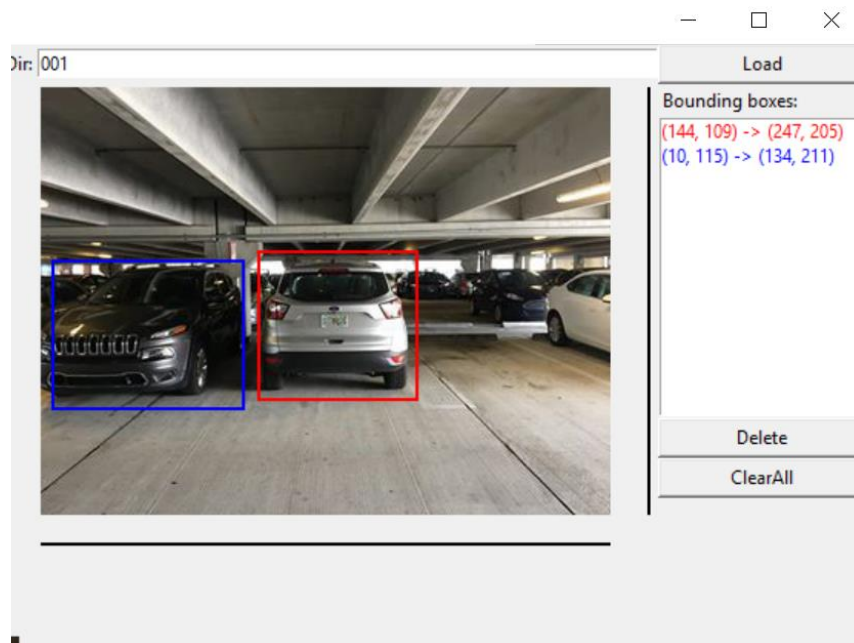 Dir: 001
Load
Bounding boxes:
(144, 109) -> (247, 205)
(10, 115) -> (134, 211)
Delete
ClearAll